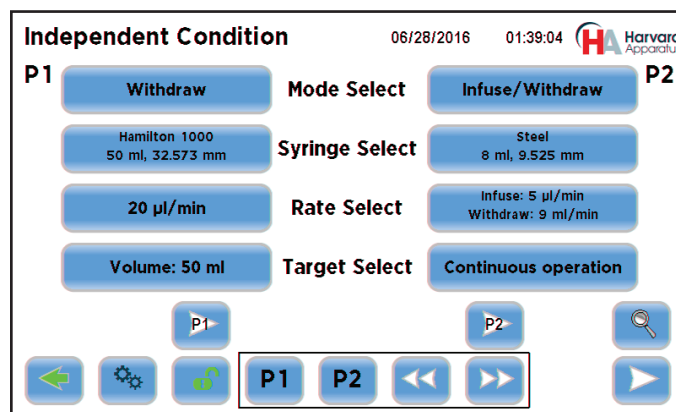 Independent Condition 06/28/2016 01:39:04 HA Harvard
Apparatu
P1 P2
Withdraw Mode Select Infuse/Withdraw
Hamilton 1000
50 ml, 32.573 mm
Syringe Select
Steel
8 ml, 9.525 mm
20 µl/min Rate Select
Infuse: 5 µl/min
Withdraw: 9 ml/min
Volume: 50 ml Target Select Continuous operation
P1 P2
P1 P2